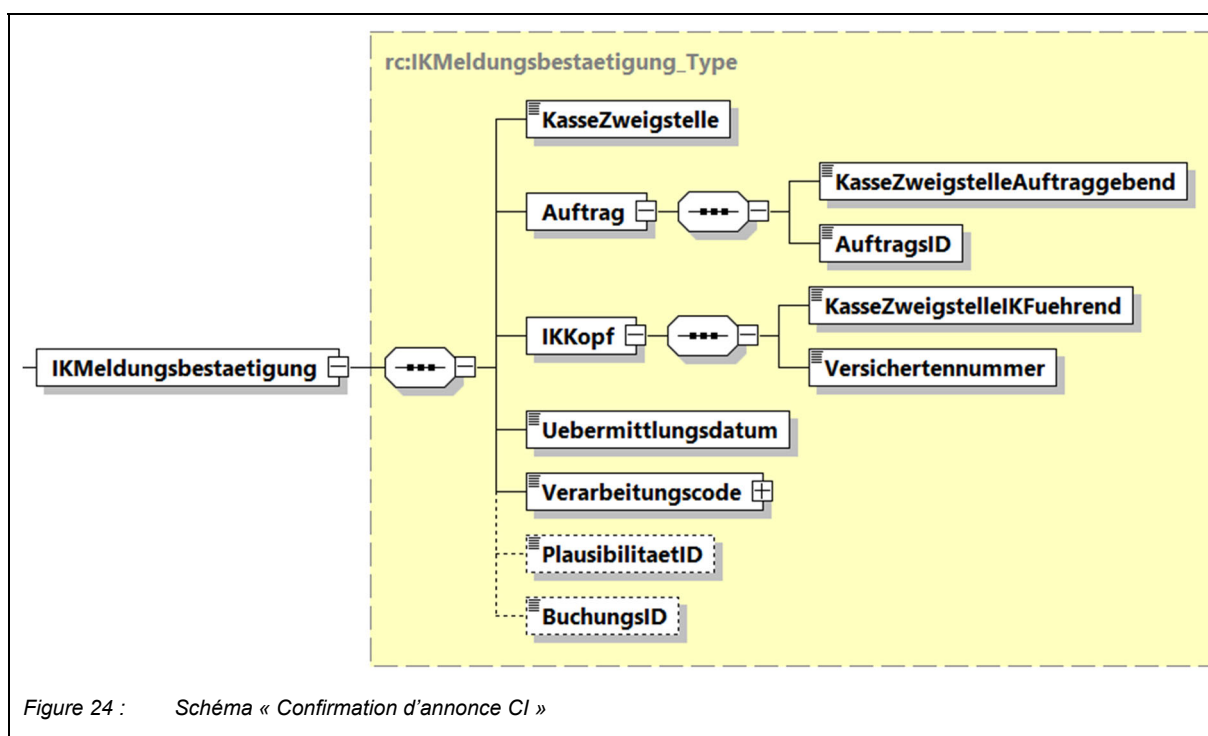 rc:IKMeldungsbestaetigung_Type
KasseZweigstelle
KasseZweigstelleAuftraggebend
Auftrag
AuftragsID
KasseZweigstelleIKFuehrend
IKKopf
IKMeldungsbestaetigung
Versichertennummer
Uebermittlungsdatum
Verarbeitungscode
PlausibilitaetID
BuchungsID
Figure 24 : Schéma « Confirmation d’annonce CI »